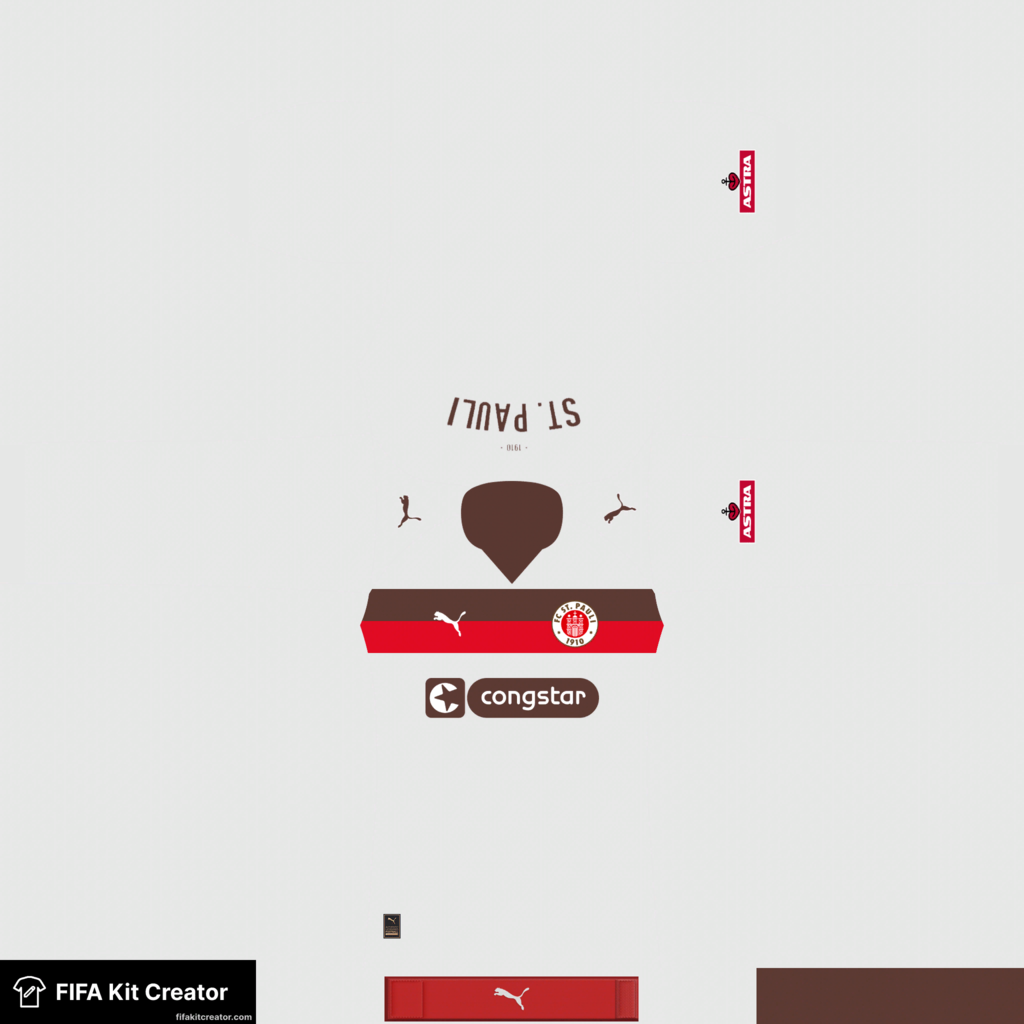 ASTRA
ST. PAULI
- 1910 -
ASTRA
FC ST. PAULI
1910
congstar
FIFA Kit Creator
fifakitcreator.com